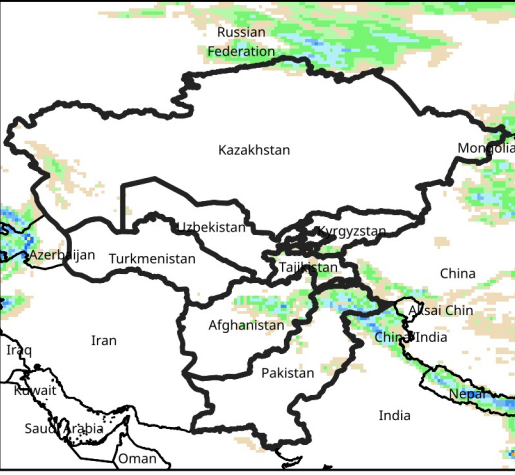 Russian
Federation
Kazakhstan
Mongolia
Uzbekistan
Kyrgyzstan
Azerbaijan
Turkmenistan
Tajikistan
China
Aksai Chin
Afghanistan
China/India
Iran
Iraq
Pakistan
Kuwait
Nepal
India
Saudi Arabia
Oman